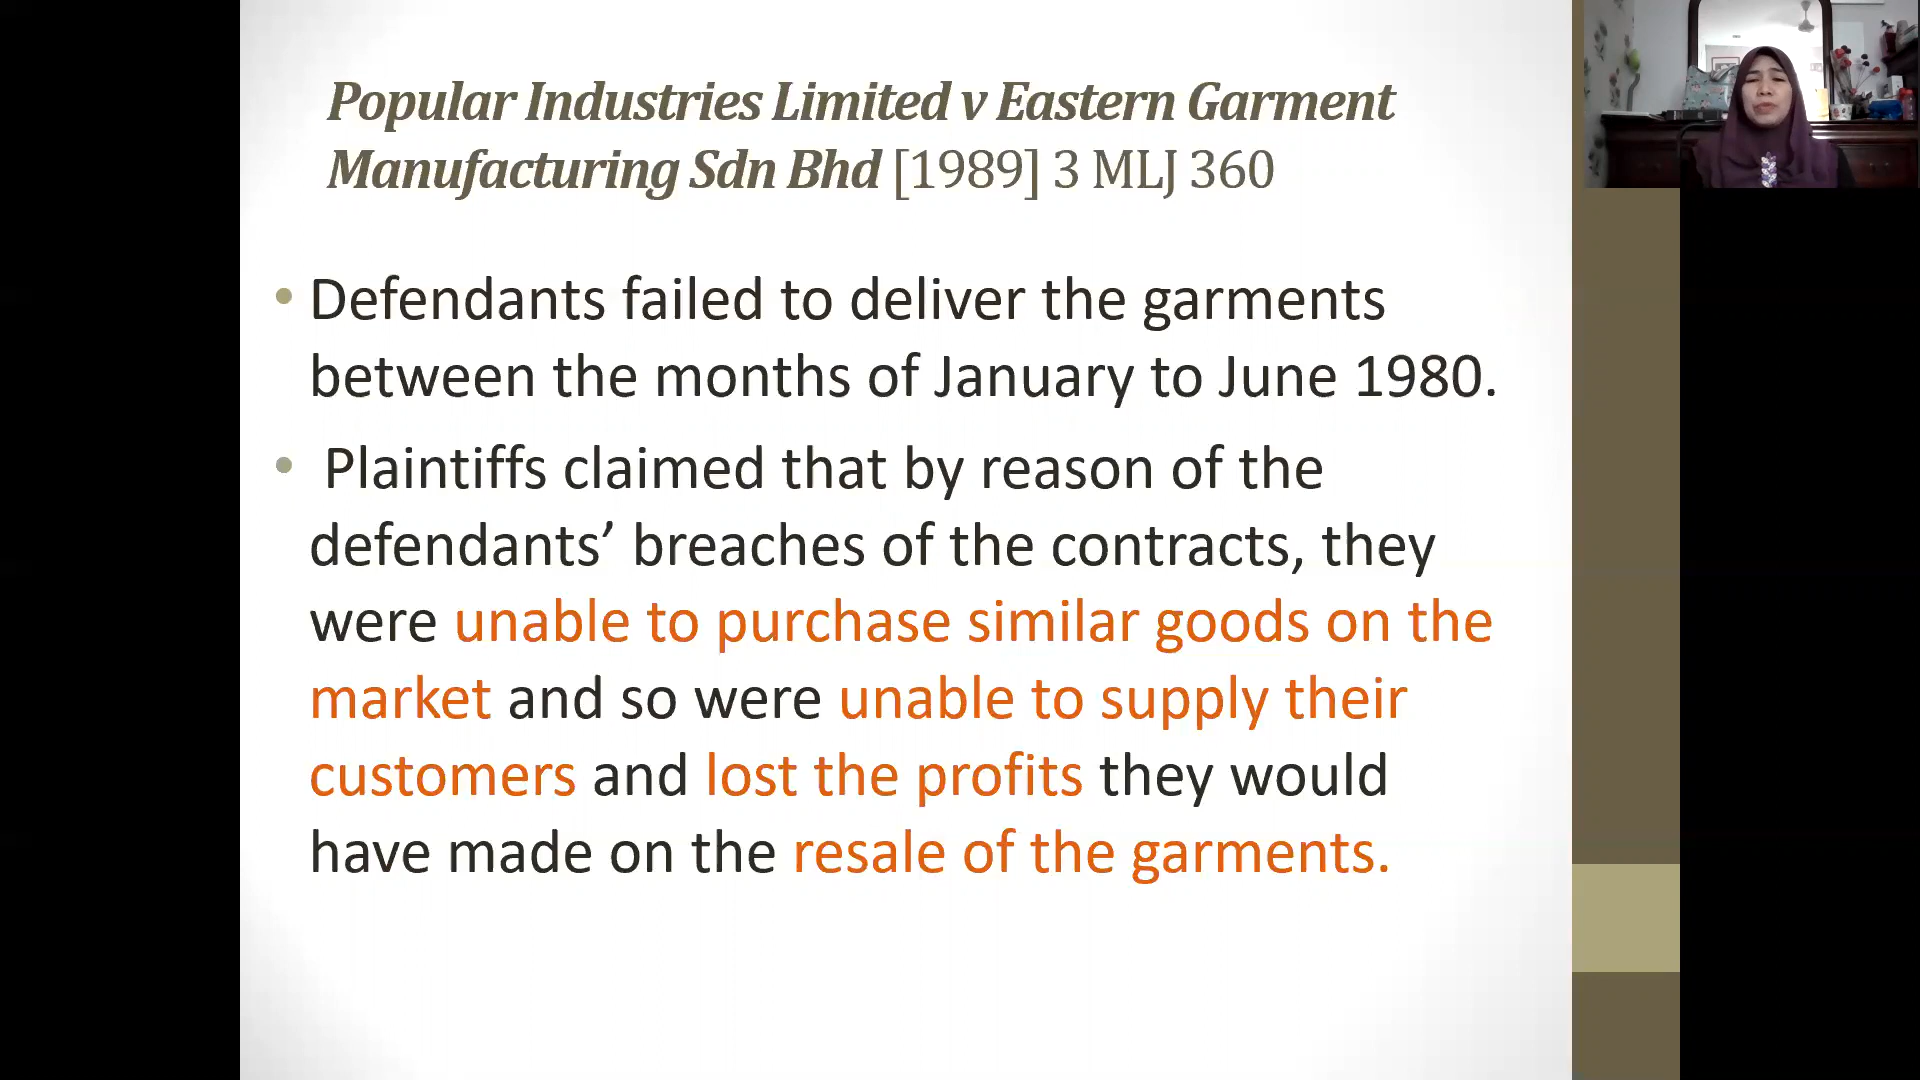 Popular Industries Limited v Eastern Garment
Manufacturing Sdn Bhd [1989] 3 MLJ 360
• Defendants failed to deliver the garments
between the months of January to June 1980.
• Plaintiffs claimed that by reason of the
defendants’ breaches of the contracts, they
were unable to purchase similar goods on the
market and so were unable to supply their
customers and lost the profits they would
have made on the resale of the garments.